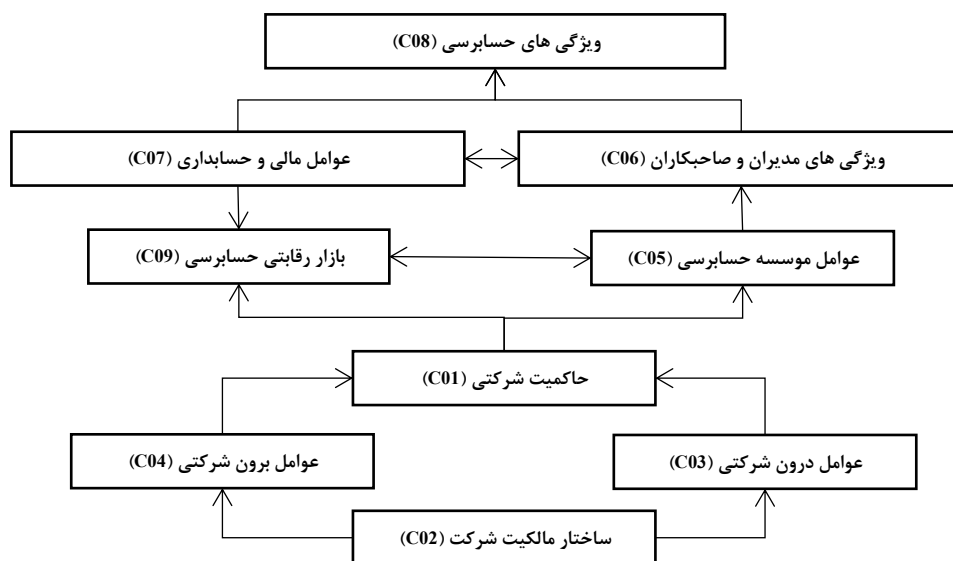 ویژگی های حسابرسی (C08)
ویژگی های مدیران و صاحبکاران (C06)
عوامل مالی و حسابداری (C07)
عوامل موسسه حسابرسی (C05)
بازار رقابتی حسابرسی (C09)
حاکمیت شرکتی (C01)
عوامل درون شرکتی (C03)
عوامل برون شرکتی (C04)
ساختار مالکیت شرکت (C02)